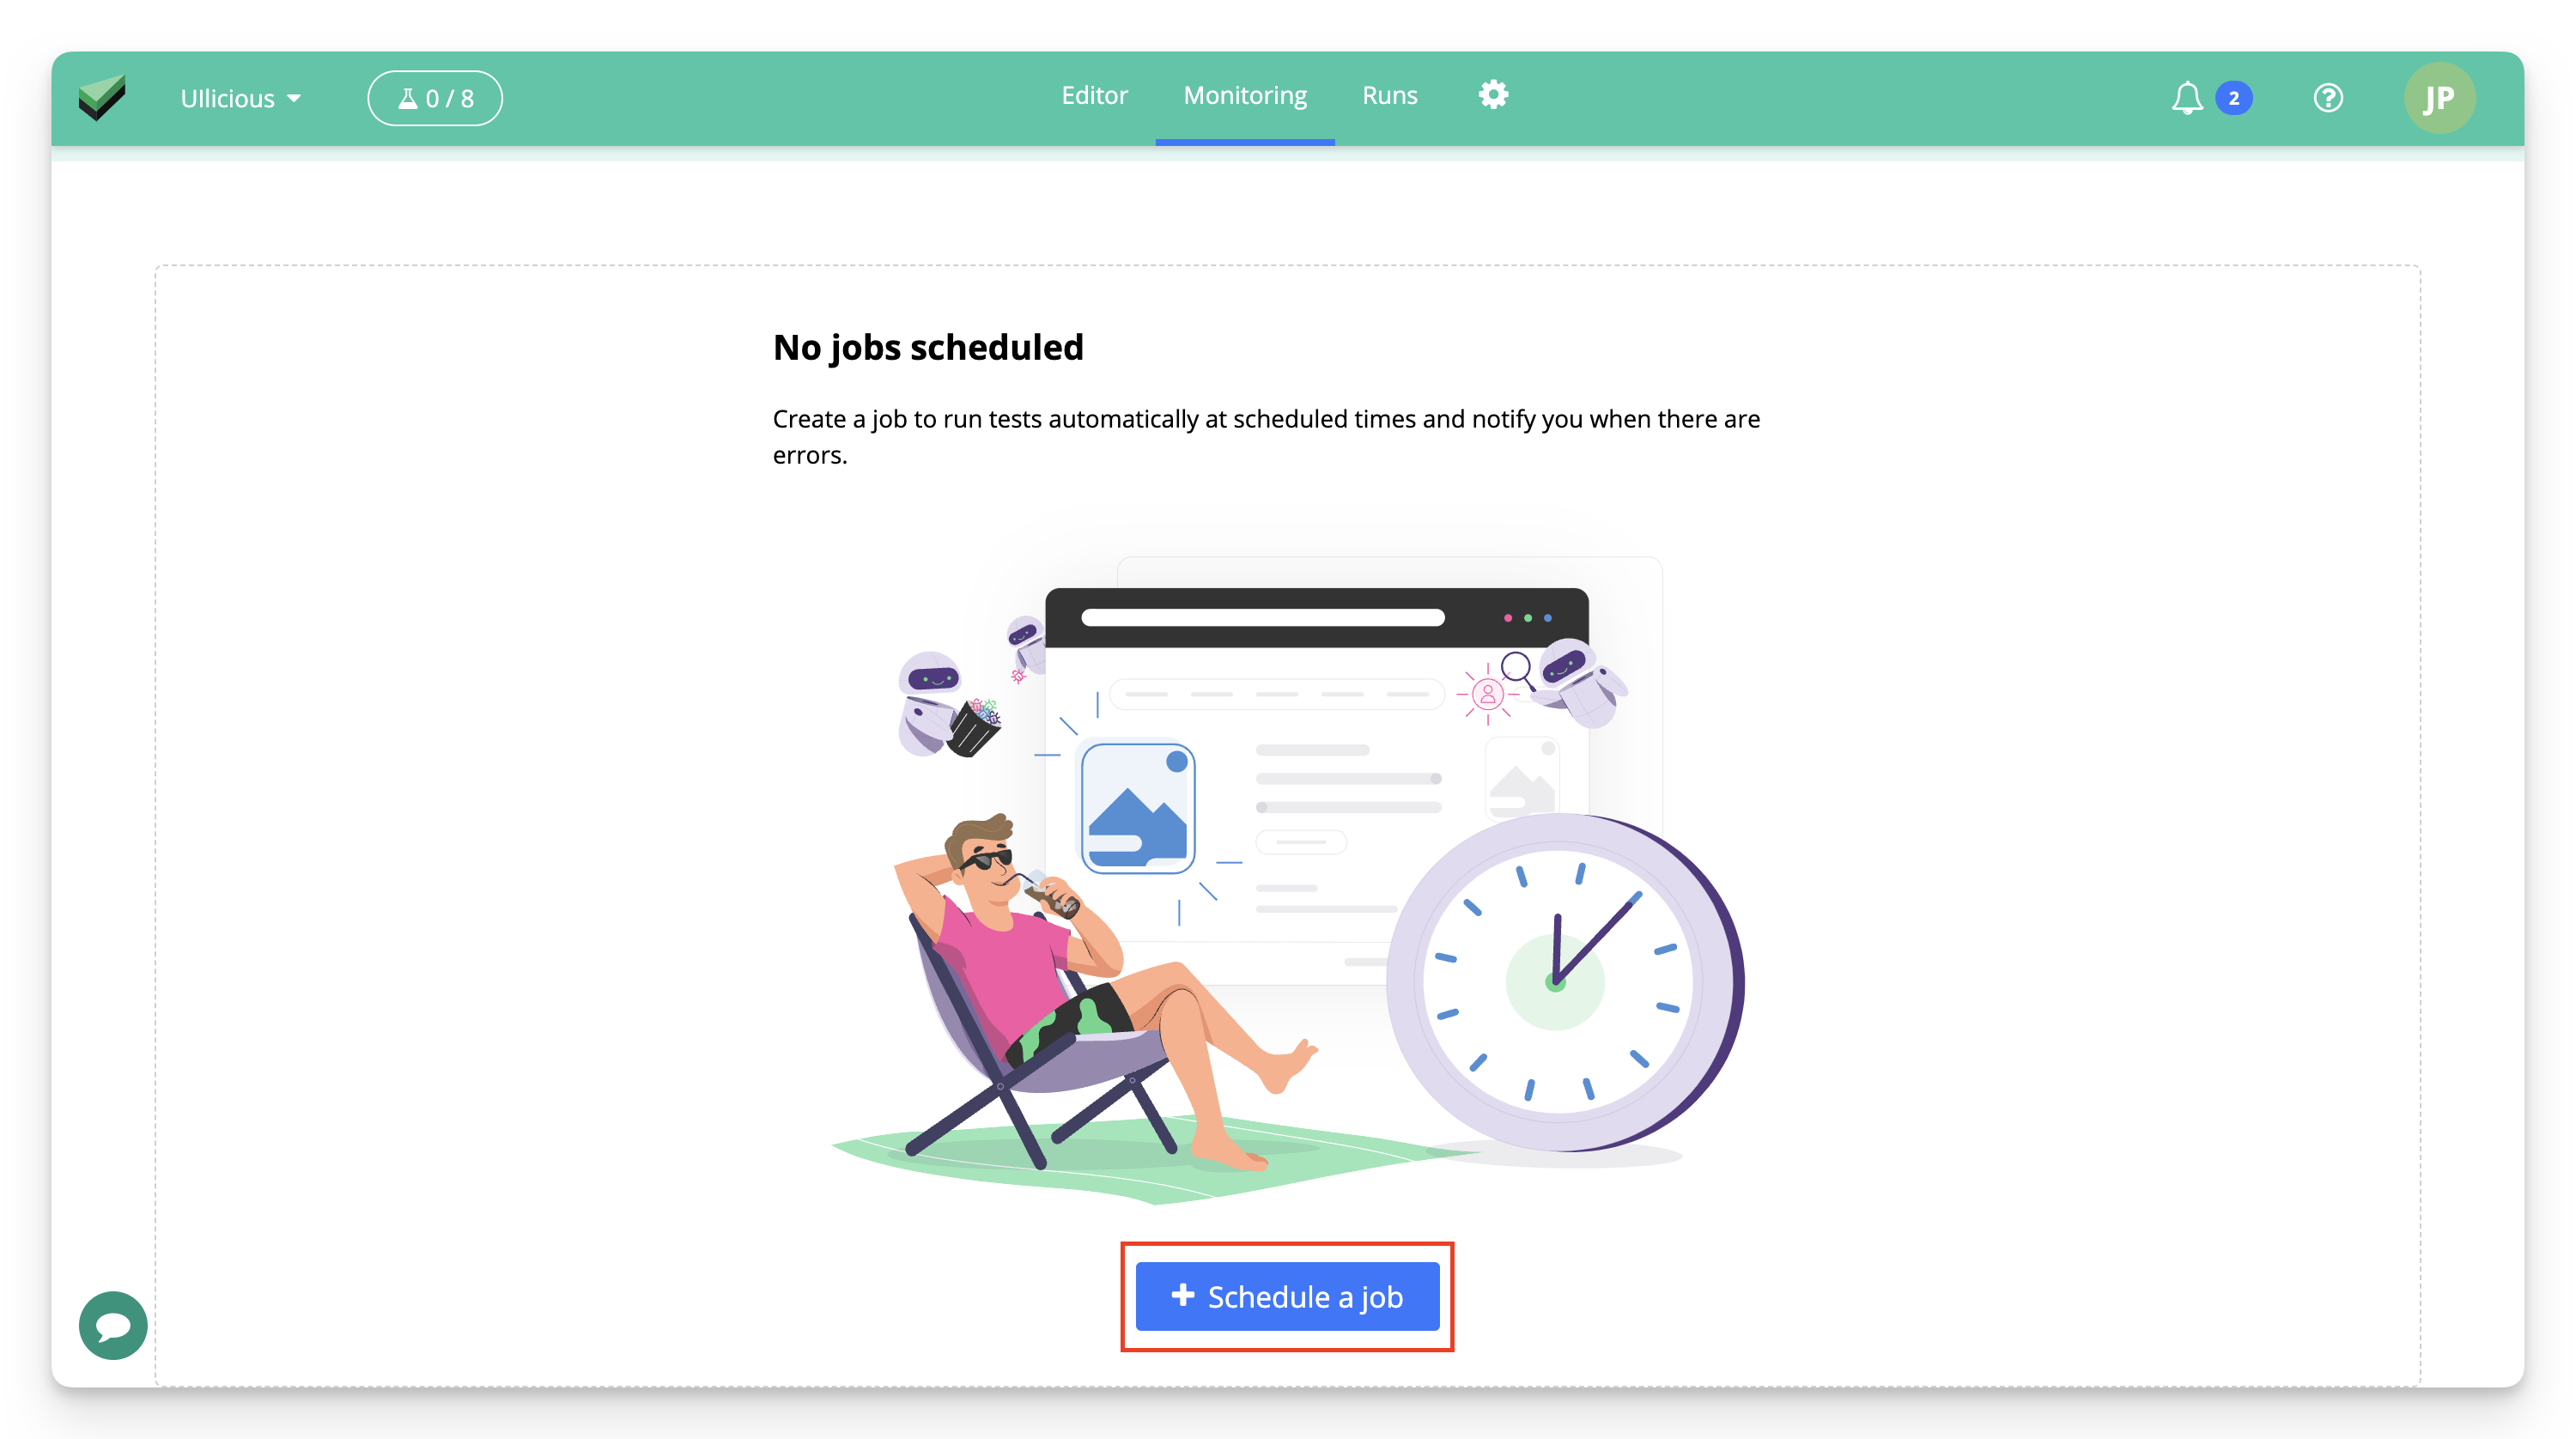 Ullicious
0 / 8
Editor
Monitoring
Runs
2
JP
No jobs scheduled
Create a job to run tests automatically at scheduled times and notify you when there are
errors.
Schedule a job